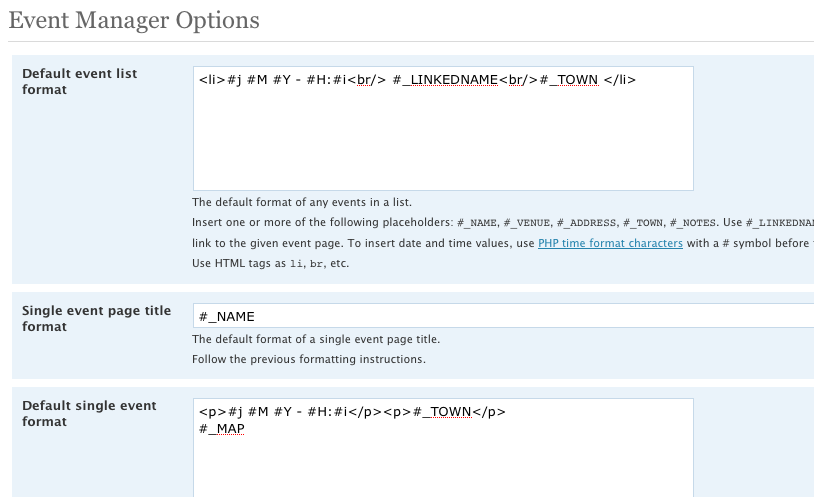 Event Manager Options
Default event list
format
<li>#j #M #Y - #H:#i<br/> #_LINKEDNAME<br/>#_TOWN </li>
The default format of any events in a list.
Insert one or more of the following placeholders: #_NAME, #_VENUE, #_ADDRESS, #_TOWN, #_NOTES. Use
link to the given event page. To insert date and time values, use PHP time format characters with a # symbol before
Use HTML tags as li, br, etc.
Single event page title
format
#_NAME
The default format of a single event page title.
Follow the previous formatting instructions.
Default single event
format
<p>#j #M #Y - #H:#i</p><p>#_TOWN</p>
#_MAP